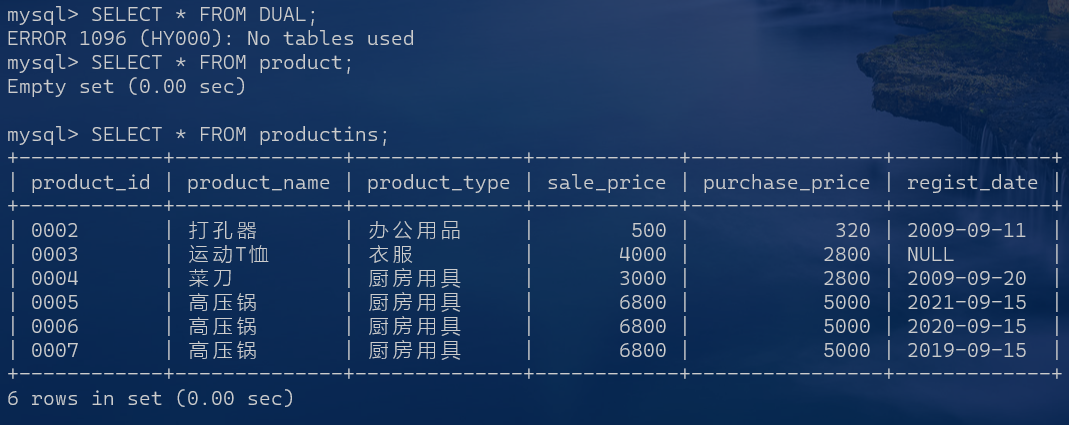 mysql> SELECT * FROM DUAL;
ERROR 1096 (HY000): No tables used
mysql> SELECT * FROM product;
Empty set (0.00 sec)

mysql> SELECT * FROM productins;
+------------+--------------+--------------+------------+----------------+-------------+
| product_id | product_name | product_type | sale_price | purchase_price | regist_date |
+------------+--------------+--------------+------------+----------------+-------------+
| 0002 | 打孔器 | 办公用品 | 500 | 320 | 2009-09-11 |
| 0003 | 运动T恤 | 衣服 | 4000 | 2800 | NULL |
| 0004 | 菜刀 | 厨房用具 | 3000 | 2800 | 2009-09-20 |
| 0005 | 高压锅 | 厨房用具 | 6800 | 5000 | 2021-09-15 |
| 0006 | 高压锅 | 厨房用具 | 6800 | 5000 | 2020-09-15 |
| 0007 | 高压锅 | 厨房用具 | 6800 | 5000 | 2019-09-15 |
+------------+--------------+--------------+------------+----------------+-------------+
6 rows in set (0.00 sec)